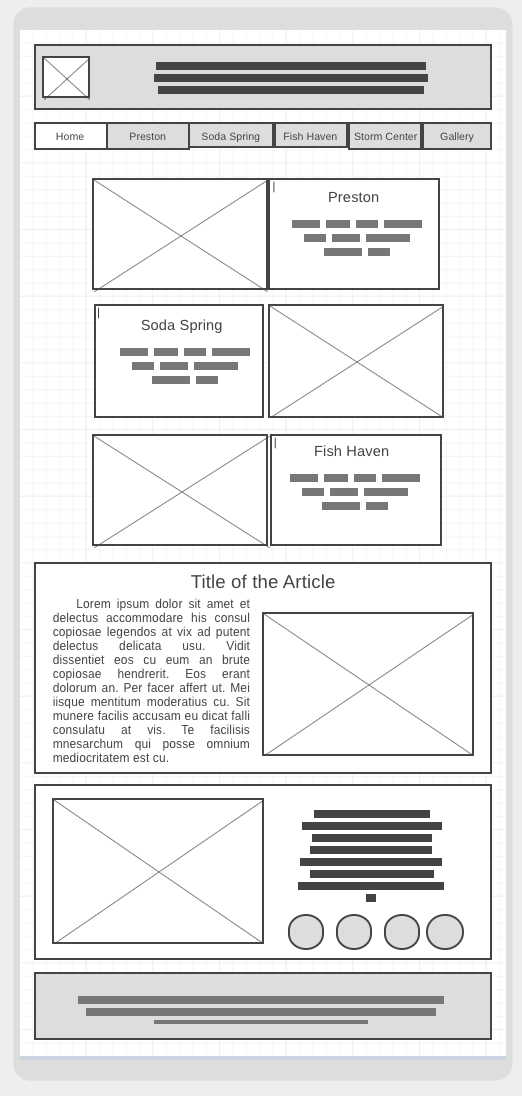 Home Preston Soda Spring Fish Haven Storm Center Gallery
Preston
Soda Spring
Fish Haven
Title of the Article
Lorem ipsum dolor sit amet et
delectus accommodare his consul
copiosae legendos at vix ad putent
delectus delicata usu. Vidit
dissentiet eos cu eum an brute
copiosae hendrerit. Eos erant
dolorum an. Per facer affert ut. Mei
iisque mentitum moderatius cu. Sit
munere facilis accusam eu dicat falli
consulatu at vis. Te facilisis
mnesarchum qui posse omnium
mediocritatem est cu.